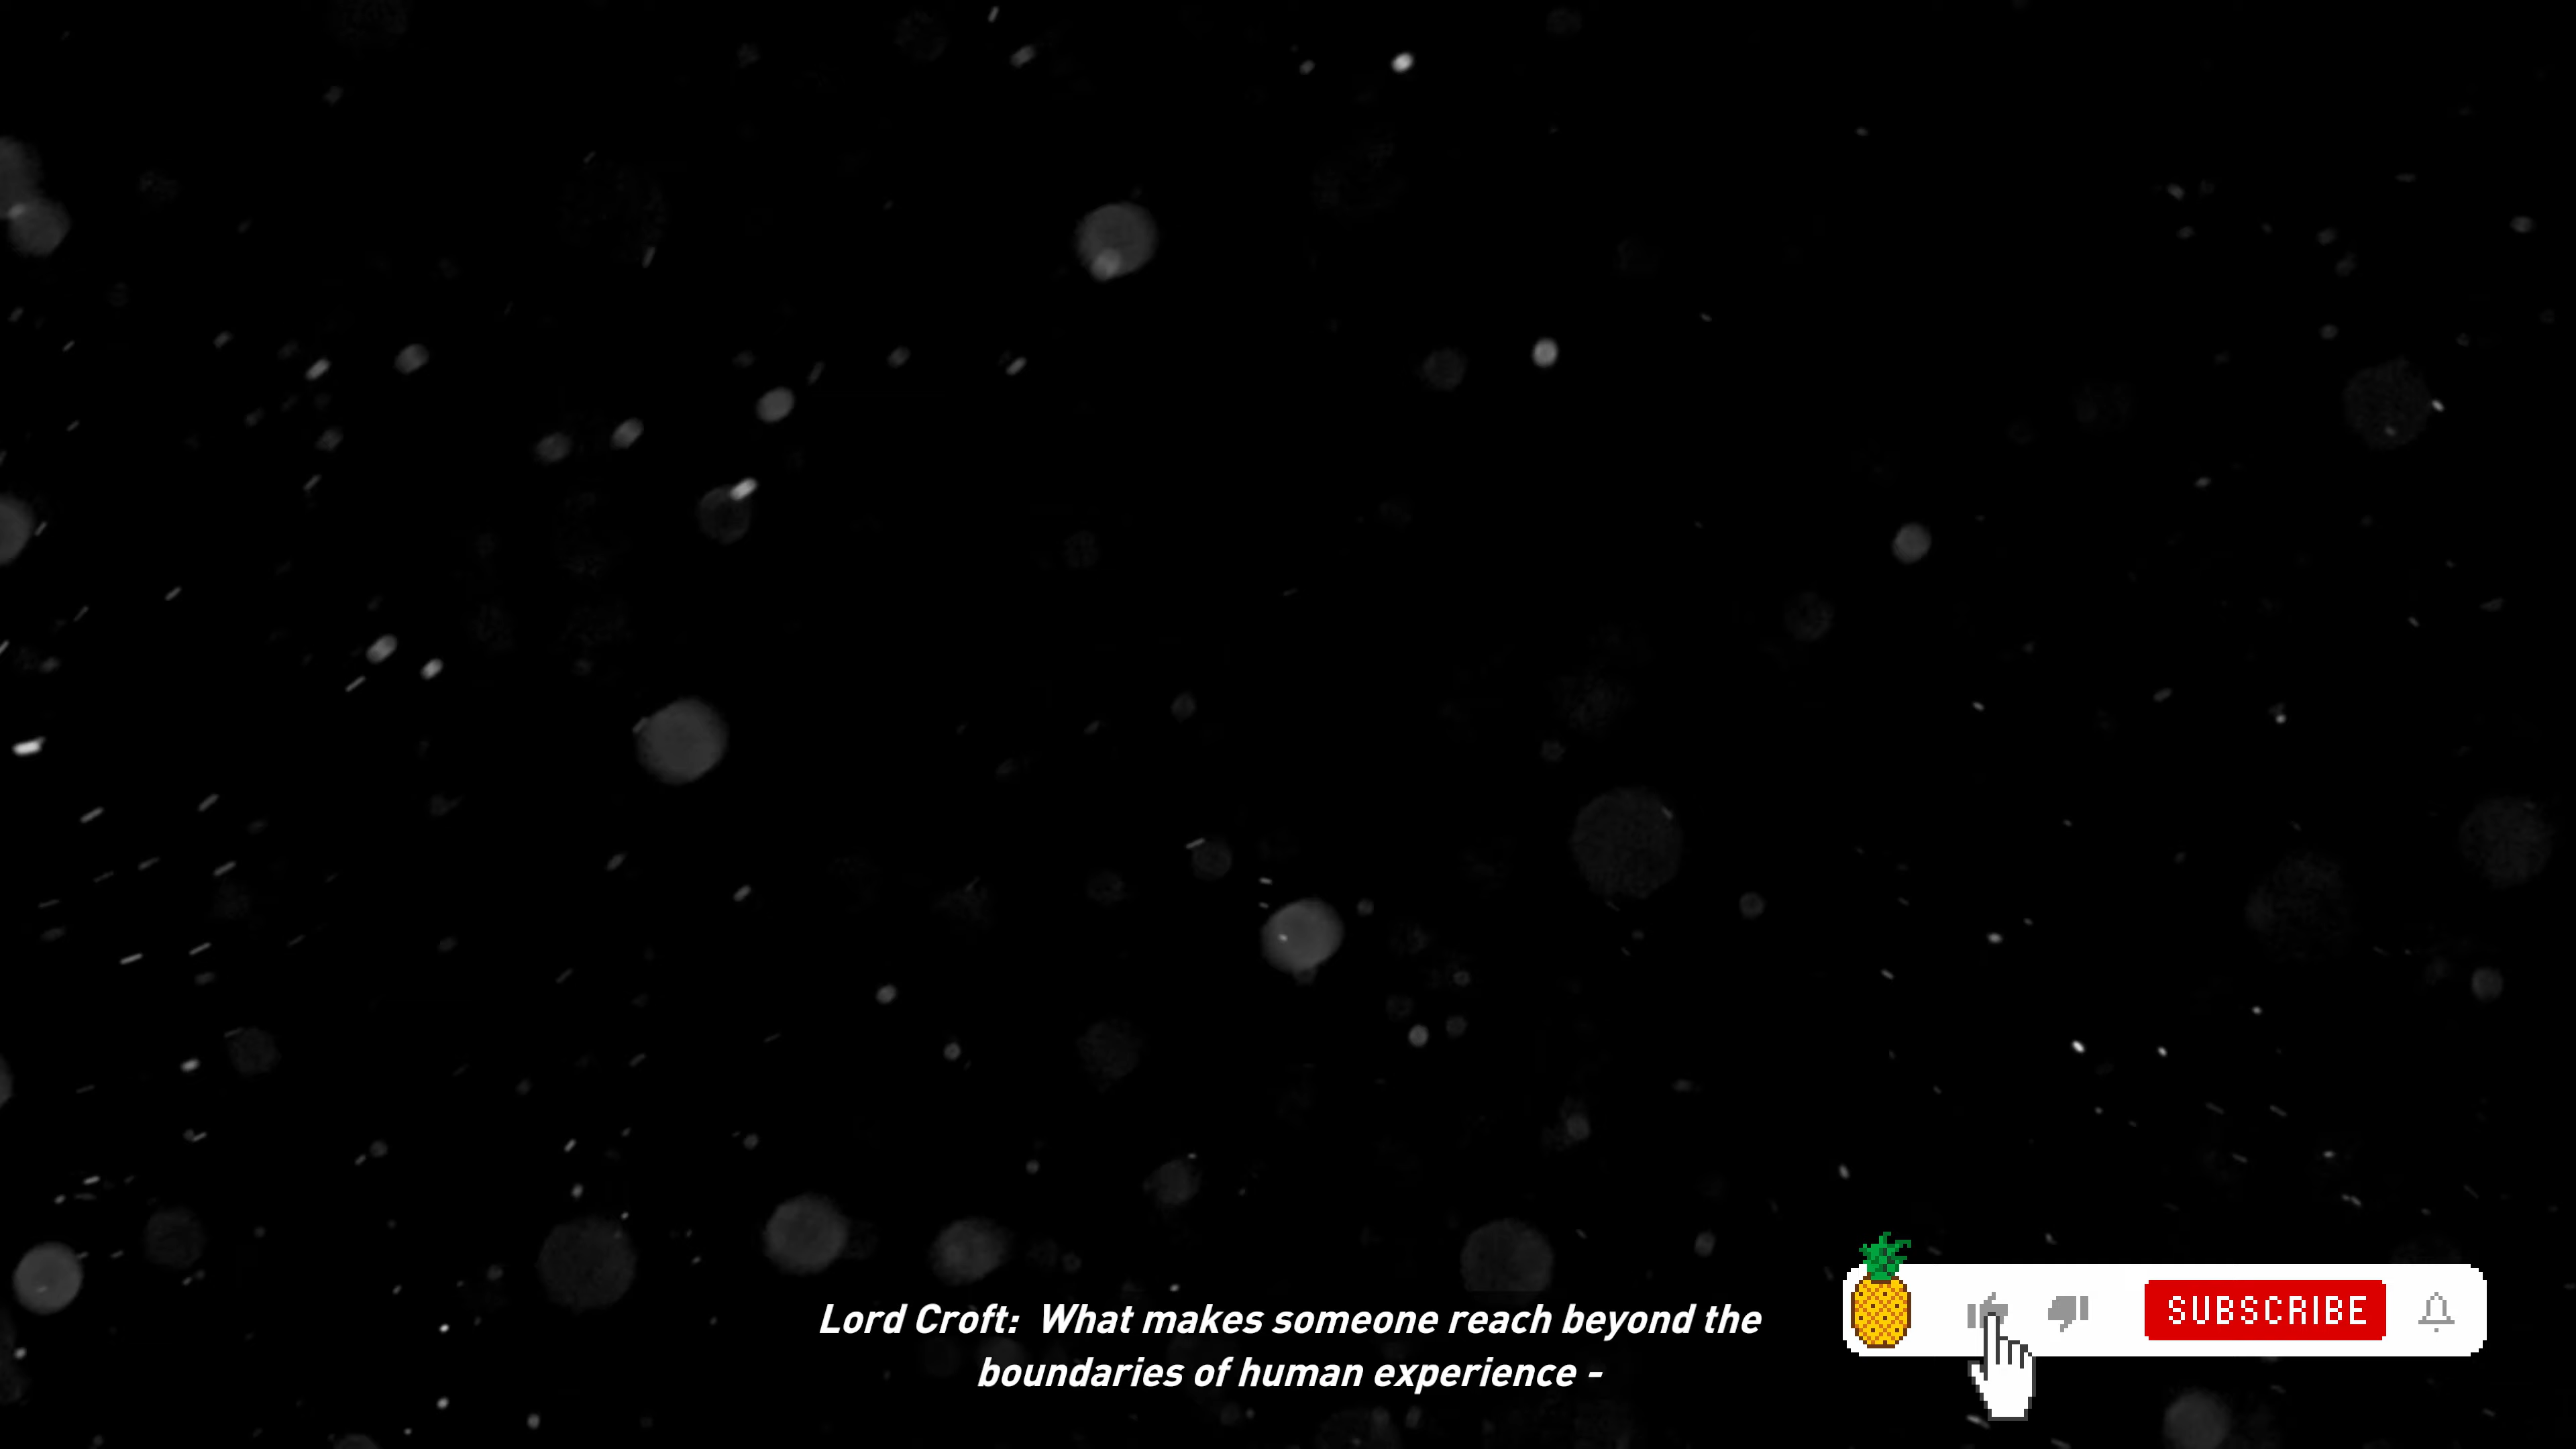 Lord Croft: What makes someone reach beyond the
boundaries of human experience -
SUBSCRIBE